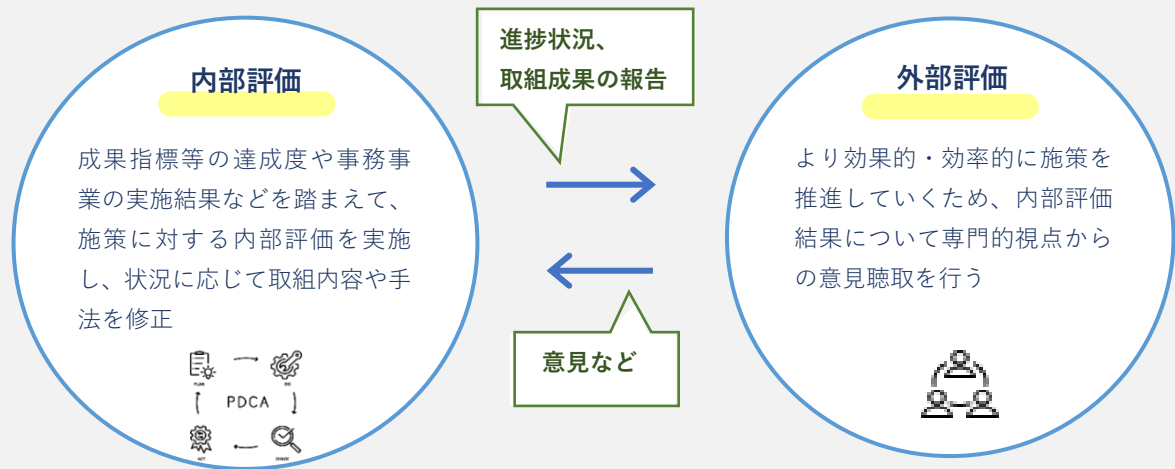 内部評価
成果指標等の達成度や事務事
業の実施結果などを踏まえて、
施策に対する内部評価を実施
し、状況に応じて取組内容や手
法を修正
PLAN
DO
PDCA
ACT
CHECK
進捗状況、
取組成果の報告
意見など
外部評価
より効果的・効率的に施策を
推進していくため、内部評価
結果について専門的視点から
の意見聴取を行う